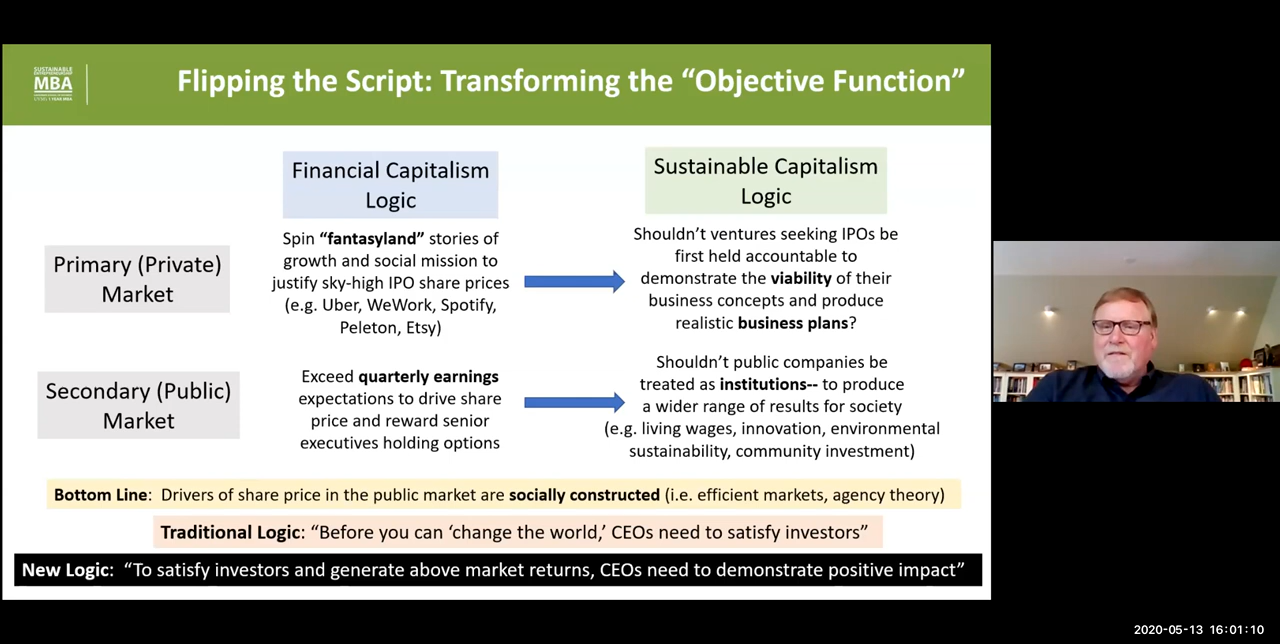 SUSTAINABLE
ENTREPRENEURSHIP
MBA
Flipping the Script: Transforming the “Objective Function”
Financial Capitalism
Logic
Sustainable Capitalism
Logic
Primary (Private)
Market
Spin “fantasyland” stories of
growth and social mission to
justify sky-high IPO share prices
(e.g. Uber, WeWork, Spotify,
Peleton, Etsy)
Shouldn’t ventures seeking IPOs be
first held accountable to
demonstrate the viability of their
business concepts and produce
realistic business plans?
Secondary (Public)
Market
Exceed quarterly earnings
expectations to drive share
price and reward senior
executives holding options
Shouldn’t public companies be
treated as institutions-- to produce
a wider range of results for society
(e.g. living wages, innovation, environmental
sustainability, community investment)
Bottom Line: Drivers of share price in the public market are socially constructed (i.e. efficient markets, agency theory)
Traditional Logic: “Before you can ‘change the world,’ CEOs need to satisfy investors”
New Logic: “To satisfy investors and generate above market returns, CEOs need to demonstrate positive impact”
2020-05-13 16:01:10